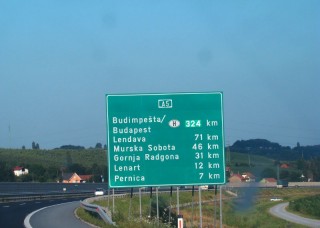 A5
Budimpešta/ H 324 km
Budapest
Lendava 71 km
Murska Sobota 46 km
Gornja Radgona 31 km
Lenart 12 km
Pernica 7 km